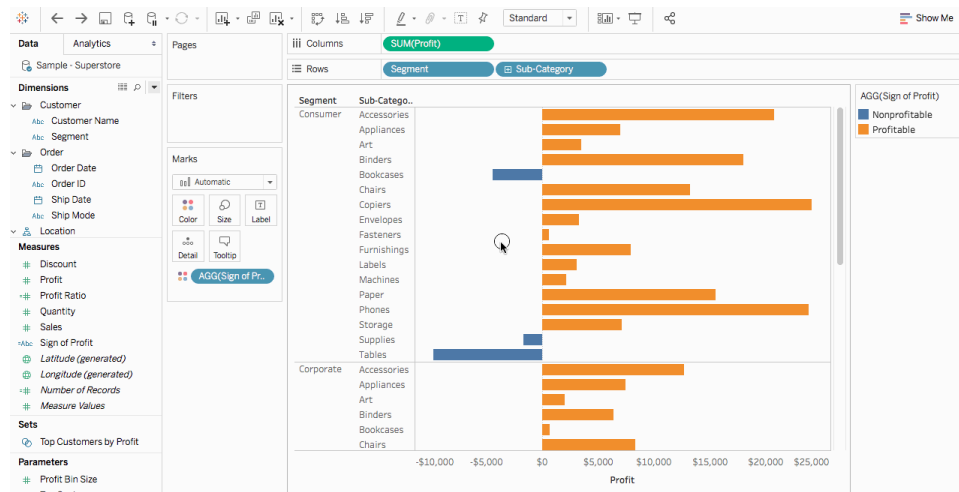 Standard
Show Me
Data
Analytics
Pages
Columns
SUM(Profit)
Sample - Superstore
Rows
Segment
Sub-Category
Dimensions
Customer
Abc Customer Name
Abc Segment
Order
Order Date
Abc Order ID
Ship Date
Abc Ship Mode
Location
Measures
# Discount
# Profit
=# Profit Ratio
# Quantity
# Sales
=Abc Sign of Profit
Latitude (generated)
Longitude (generated)
=# Number of Records
# Measure Values
Sets
Top Customers by Profit
Parameters
# Profit Bin Size
Filters
Marks
Automatic
Color
Size
Label
Detail
Tooltip
AGG(Sign of Pr..
Segment
Sub-Catego..
Consumer
Accessories
Appliances
Art
Binders
Bookcases
Chairs
Copiers
Envelopes
Fasteners
Furnishings
Labels
Machines
Paper
Phones
Storage
Supplies
Tables
Corporate
Accessories
Appliances
Art
Binders
Bookcases
Chairs
-$10,000 -$5,000 $0 $5,000 $10,000 $15,000 $20,000 $25,000
Profit
AGG(Sign of Profit)
Nonprofitable
Profitable